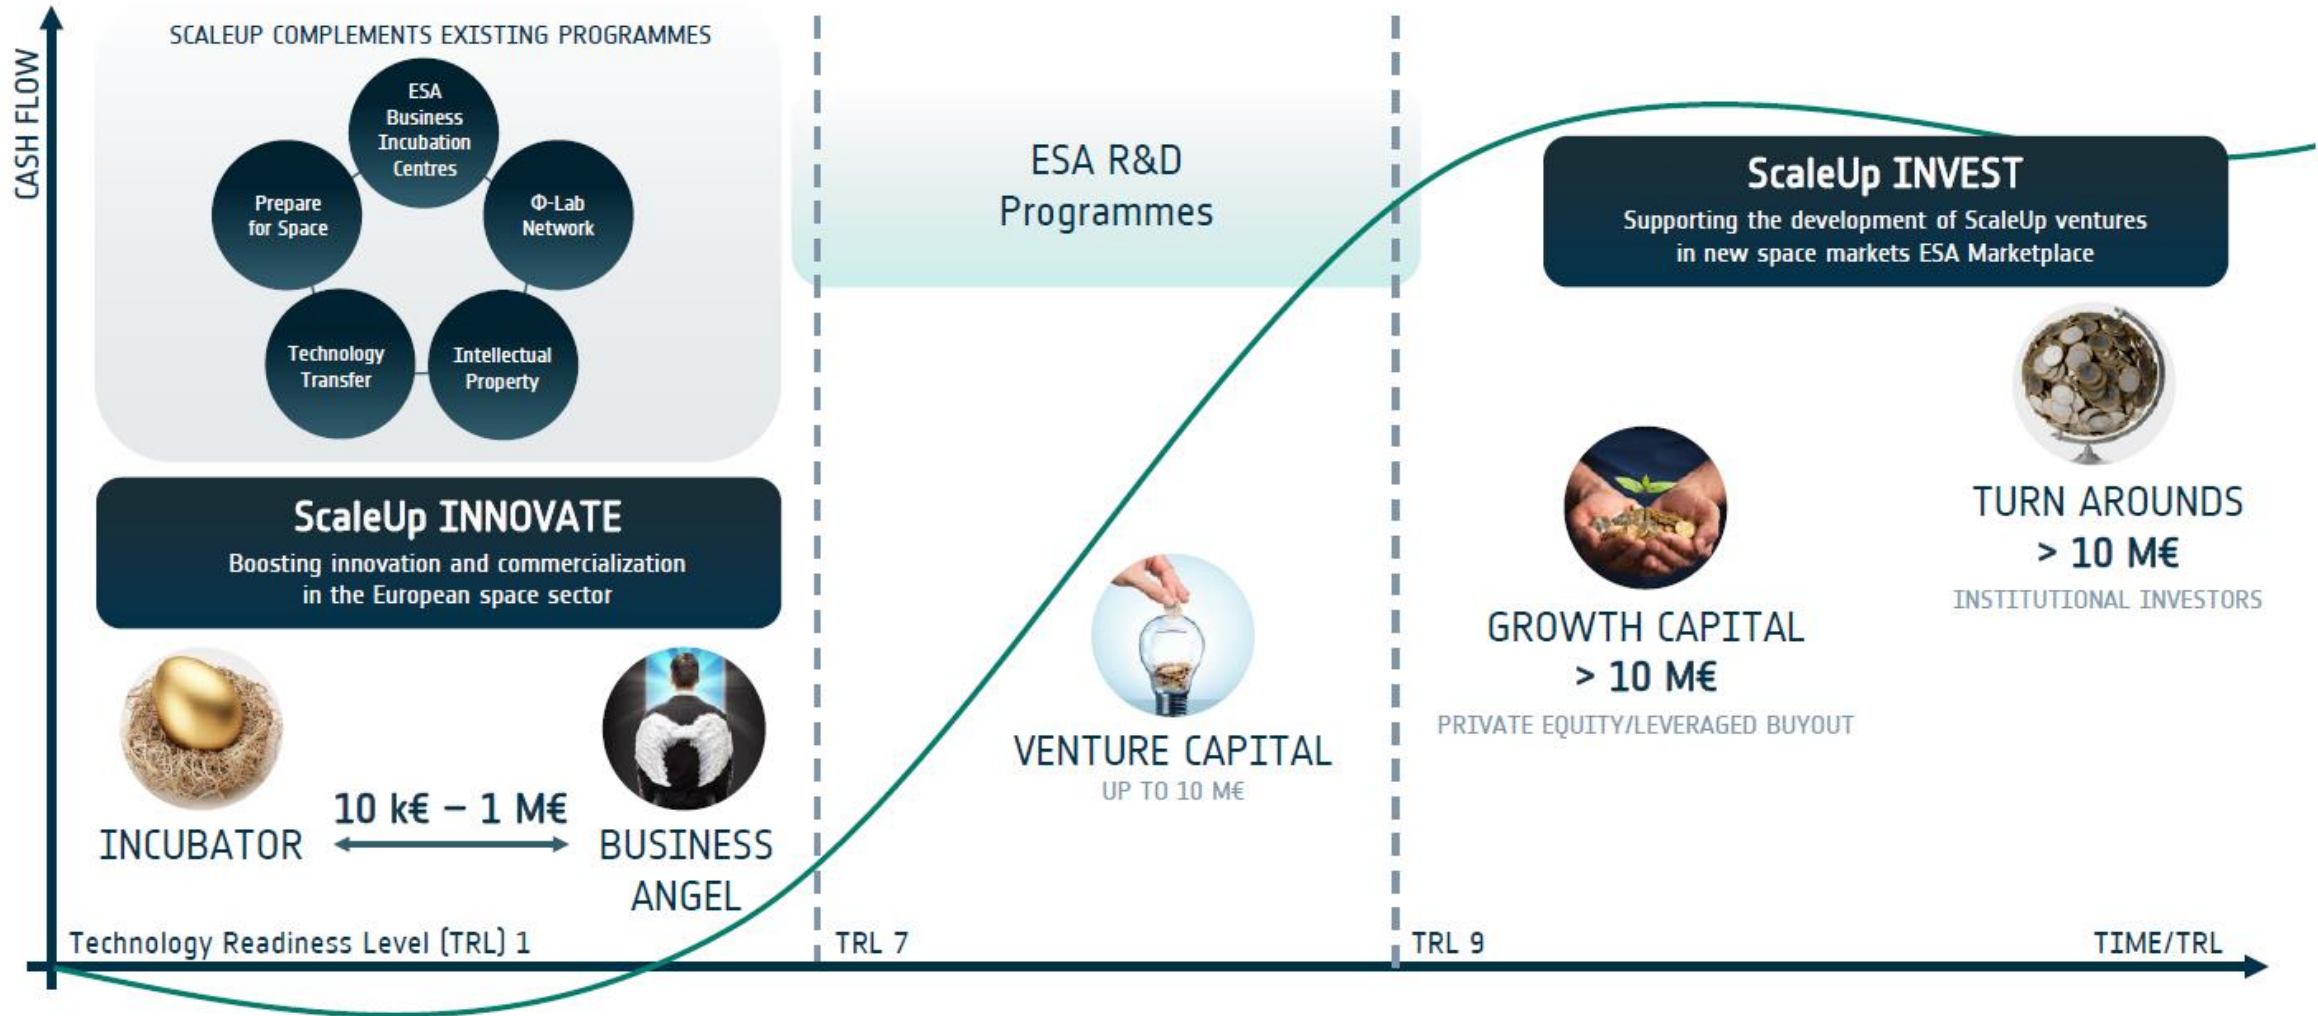 CASH FLOW
SCALEUP COMPLEMENTS EXISTING PROGRAMMES
ESA
Business
Incubation
Centres
Prepare
for Space
Φ-Lab
Network
Technology
Transfer
Intellectual
Property
ScaleUp INNOVATE
Boosting innovation and commercialization
in the European space sector
INCUBATOR
10 k€ – 1 M€
BUSINESS
ANGEL
Technology Readiness Level (TRL) 1
ESA R&D
Programmes
VENTURE CAPITAL
UP TO 10 M€
TRL 7
ScaleUp INVEST
Supporting the development of ScaleUp ventures
in new space markets ESA Marketplace
GROWTH CAPITAL
> 10 M€
PRIVATE EQUITY/LEVERAGED BUYOUT
TURN AROUNDS
> 10 M€
INSTITUTIONAL INVESTORS
TRL 9
TIME/TRL